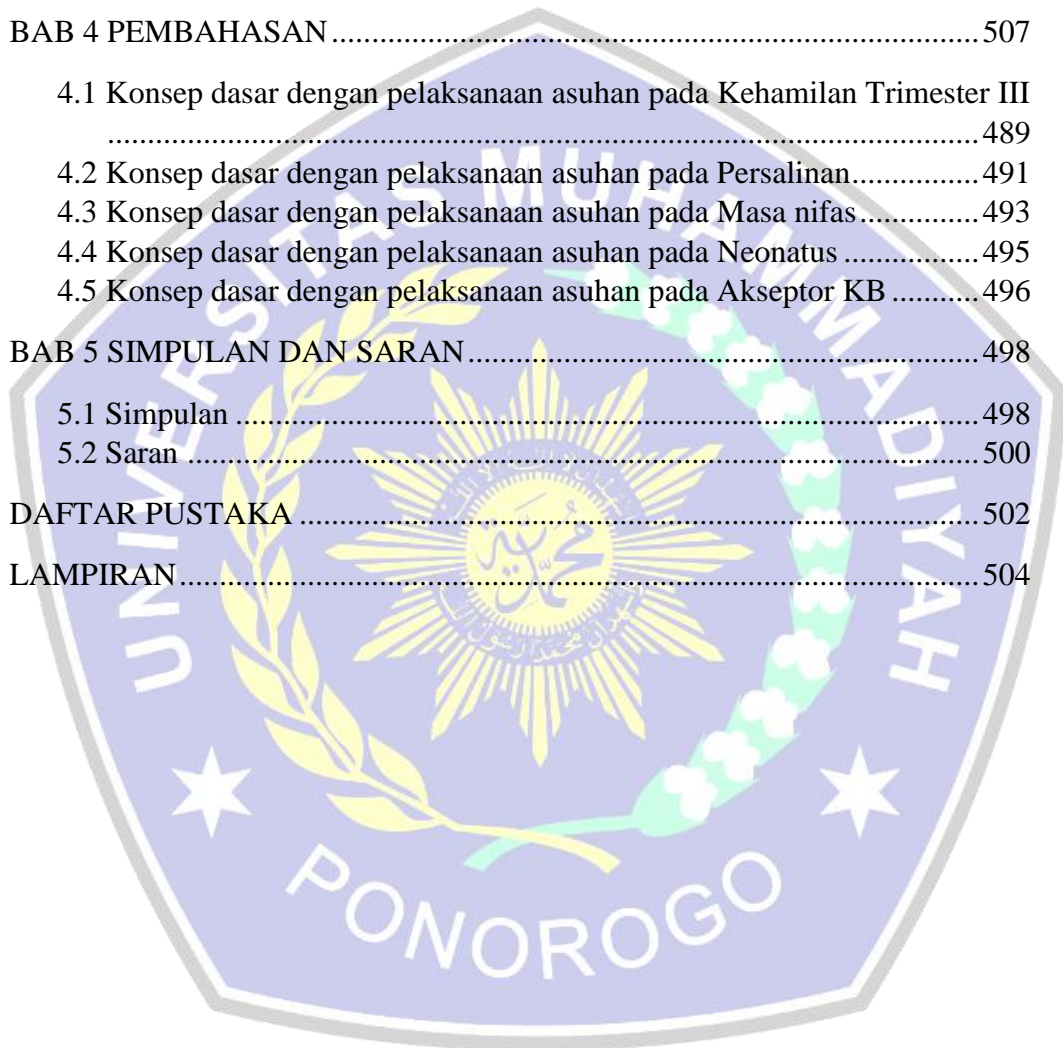 BAB 4 PEMBAHASAN.....507
4.1 Konsep dasar dengan pelaksanaan asuhan pada Kehamilan Trimester III
.....489
4.2 Konsep dasar dengan pelaksanaan asuhan pada Persalinan.....491
4.3 Konsep dasar dengan pelaksanaan asuhan pada Masa nifas.....493
4.4 Konsep dasar dengan pelaksanaan asuhan pada Neonatus.....495
4.5 Konsep dasar dengan pelaksanaan asuhan pada Akseptor KB.....496
BAB 5 SIMPULAN DAN SARAN.....498
5.1 Simpulan.....498
5.2 Saran.....500
DAFTAR PUSTAKA.....502
LAMPIRAN.....504
UNIVERSITAS MUHAMMADIYAH
PONOROGO